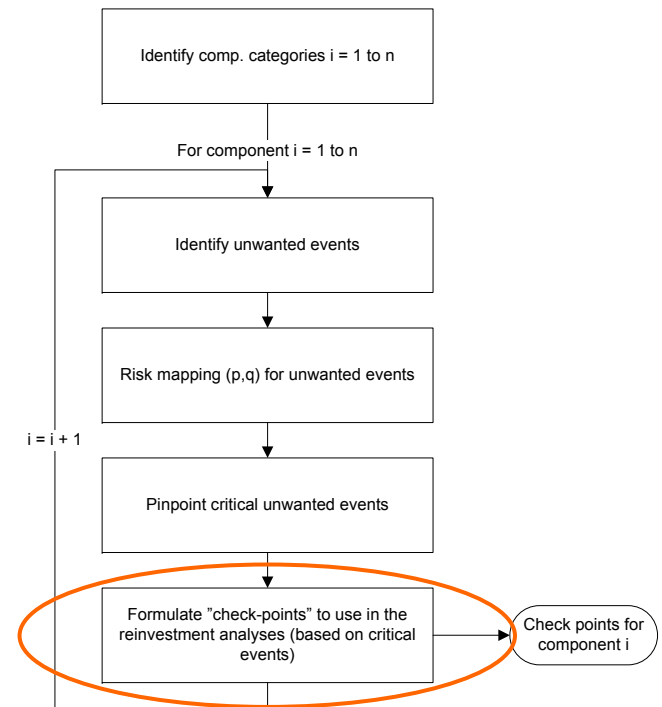 Identify comp. categories i = 1 to n
For component i = 1 to n
Identify unwanted events
Risk mapping (p,q) for unwanted events
i = i + 1
Pinpoint critical unwanted events
Formulate ”check-points” to use in the
reinvestment analyses (based on critical
events)
Check points for
component i